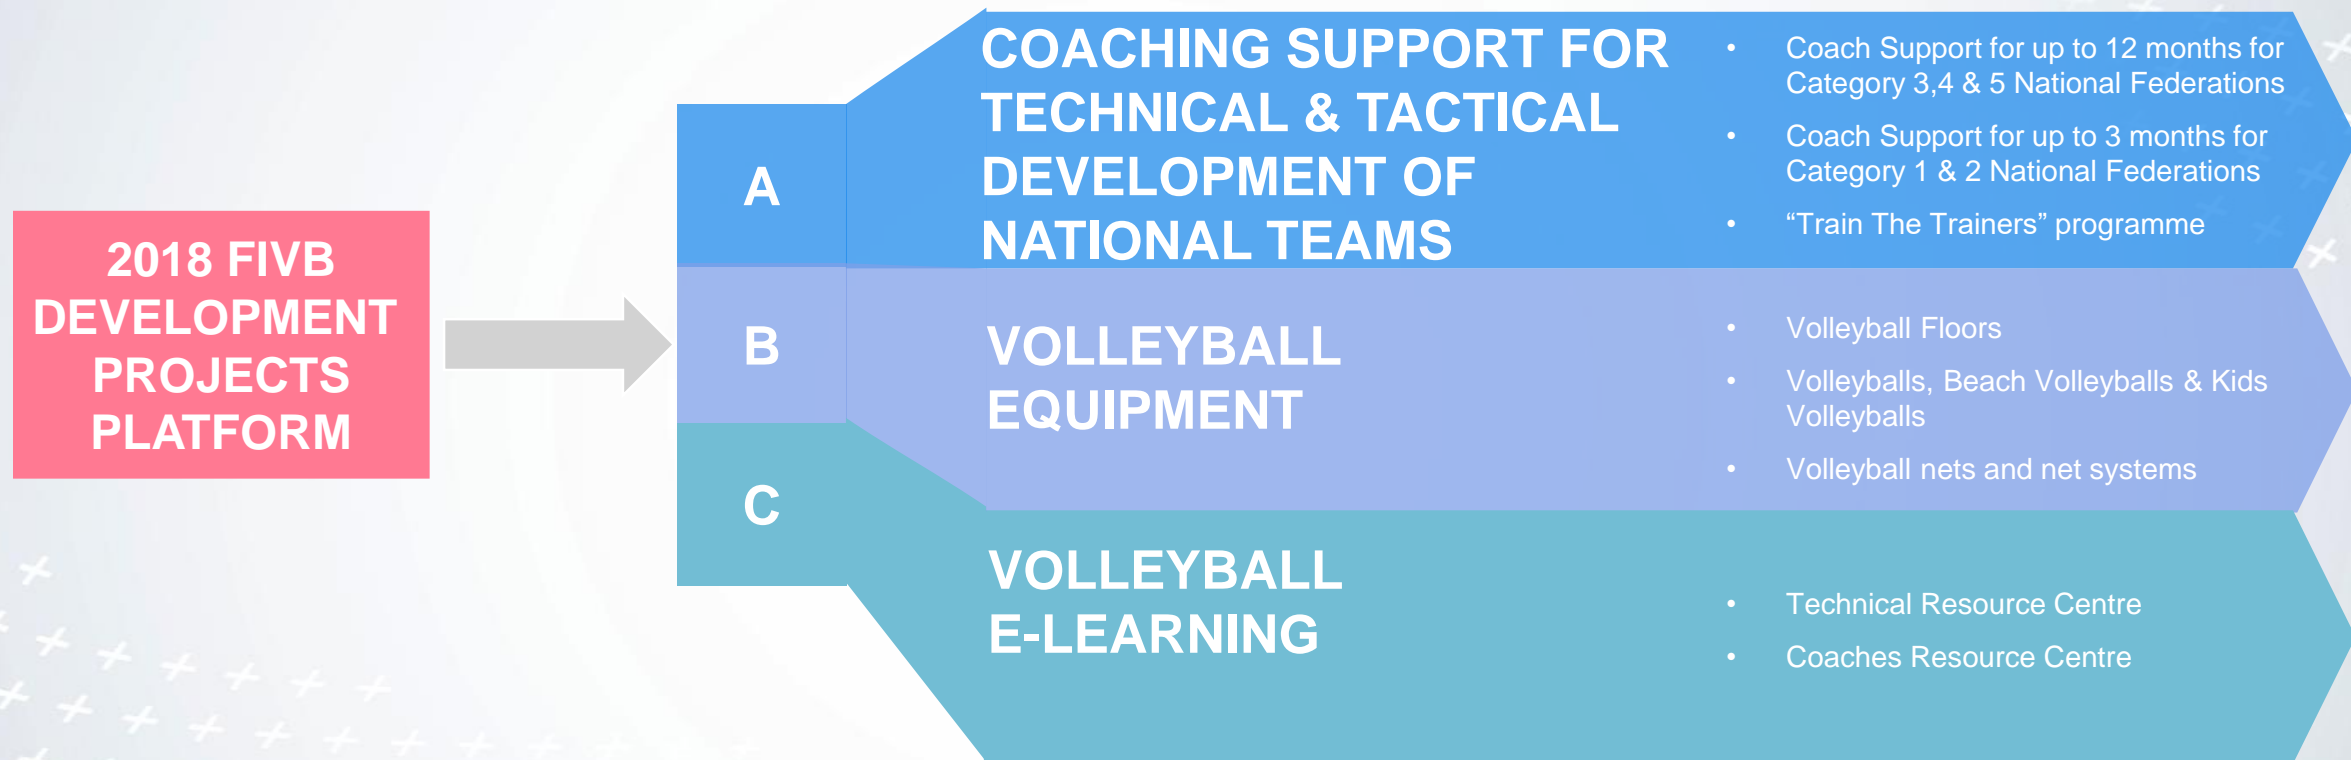 2018 FIVB
DEVELOPMENT
PROJECTS
PLATFORM
A
COACHING SUPPORT FOR
TECHNICAL & TACTICAL
DEVELOPMENT OF
NATIONAL TEAMS
• Coach Support for up to 12 months for
Category 3,4 & 5 National Federations
• Coach Support for up to 3 months for
Category 1 & 2 National Federations
• “Train The Trainers” programme
B
VOLLEYBALL
EQUIPMENT
• Volleyball Floors
• Volleyballs, Beach Volleyballs & Kids
Volleyballs
• Volleyball nets and net systems
C
VOLLEYBALL
E-LEARNING
• Technical Resource Centre
• Coaches Resource Centre